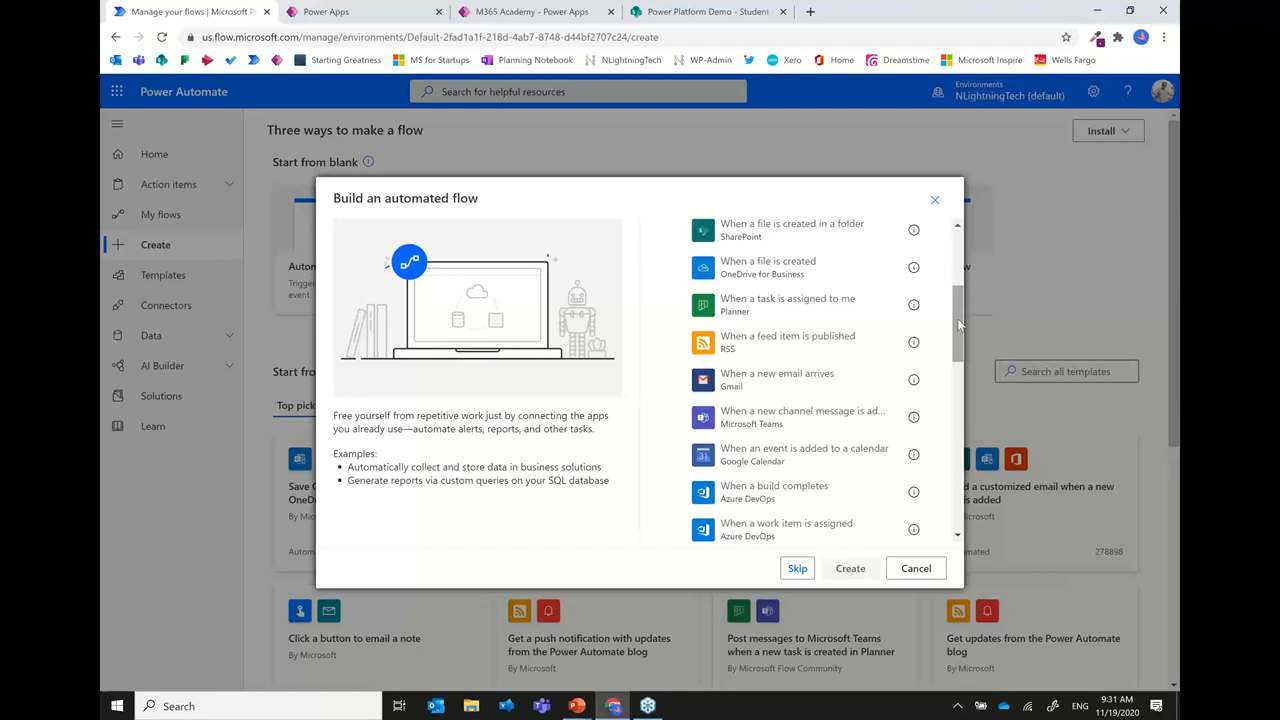 Manage your flows | Microsoft P
Power Apps
M365 Academy - Power Apps
Power Platform Demo - Student
us.flow.microsoft.com/manage/environments/Default-2fad1a1f-218d-4ab7-8748-d44bf2707c24/create
Starting Greatness
MS for Startups
Planning Notebook
NLightningTech
WP-Admin
Xero
Home
Dreamstime
Microsoft Inspire
Wells Fargo
Power Automate
Search for helpful resources
Environments
NLightningTech (default)
Three ways to make a flow
Install
Home
Start from blank
Action items
My flows
Create
Templates
Connectors
Data
AI Builder
Solutions
Learn
Build an automated flow
When a file is created in a folder
SharePoint
When a file is created
OneDrive for Business
When a task is assigned to me
Planner
When a feed item is published
RSS
When a new email arrives
Gmail
When a new channel message is ad...
Microsoft Teams
When an event is added to a calendar
Google Calendar
When a build completes
Azure DevOps
When a work item is assigned
Azure DevOps
Free yourself from repetitive work just by connecting the apps
you already use—automate alerts, reports, and other tasks.
Examples:
• Automatically collect and store data in business solutions
• Generate reports via custom queries on your SQL database
Skip
Create
Cancel
Search all templates
Top pick
278898
Click a button to email a note
By Microsoft
Get a push notification with updates
from the Power Automate blog
By Microsoft
Post messages to Microsoft Teams
when a new task is created in Planner
By Microsoft Flow Community
Get updates from the Power Automate
blog
By Microsoft
Search
ENG
9:31 AM
11/19/2020